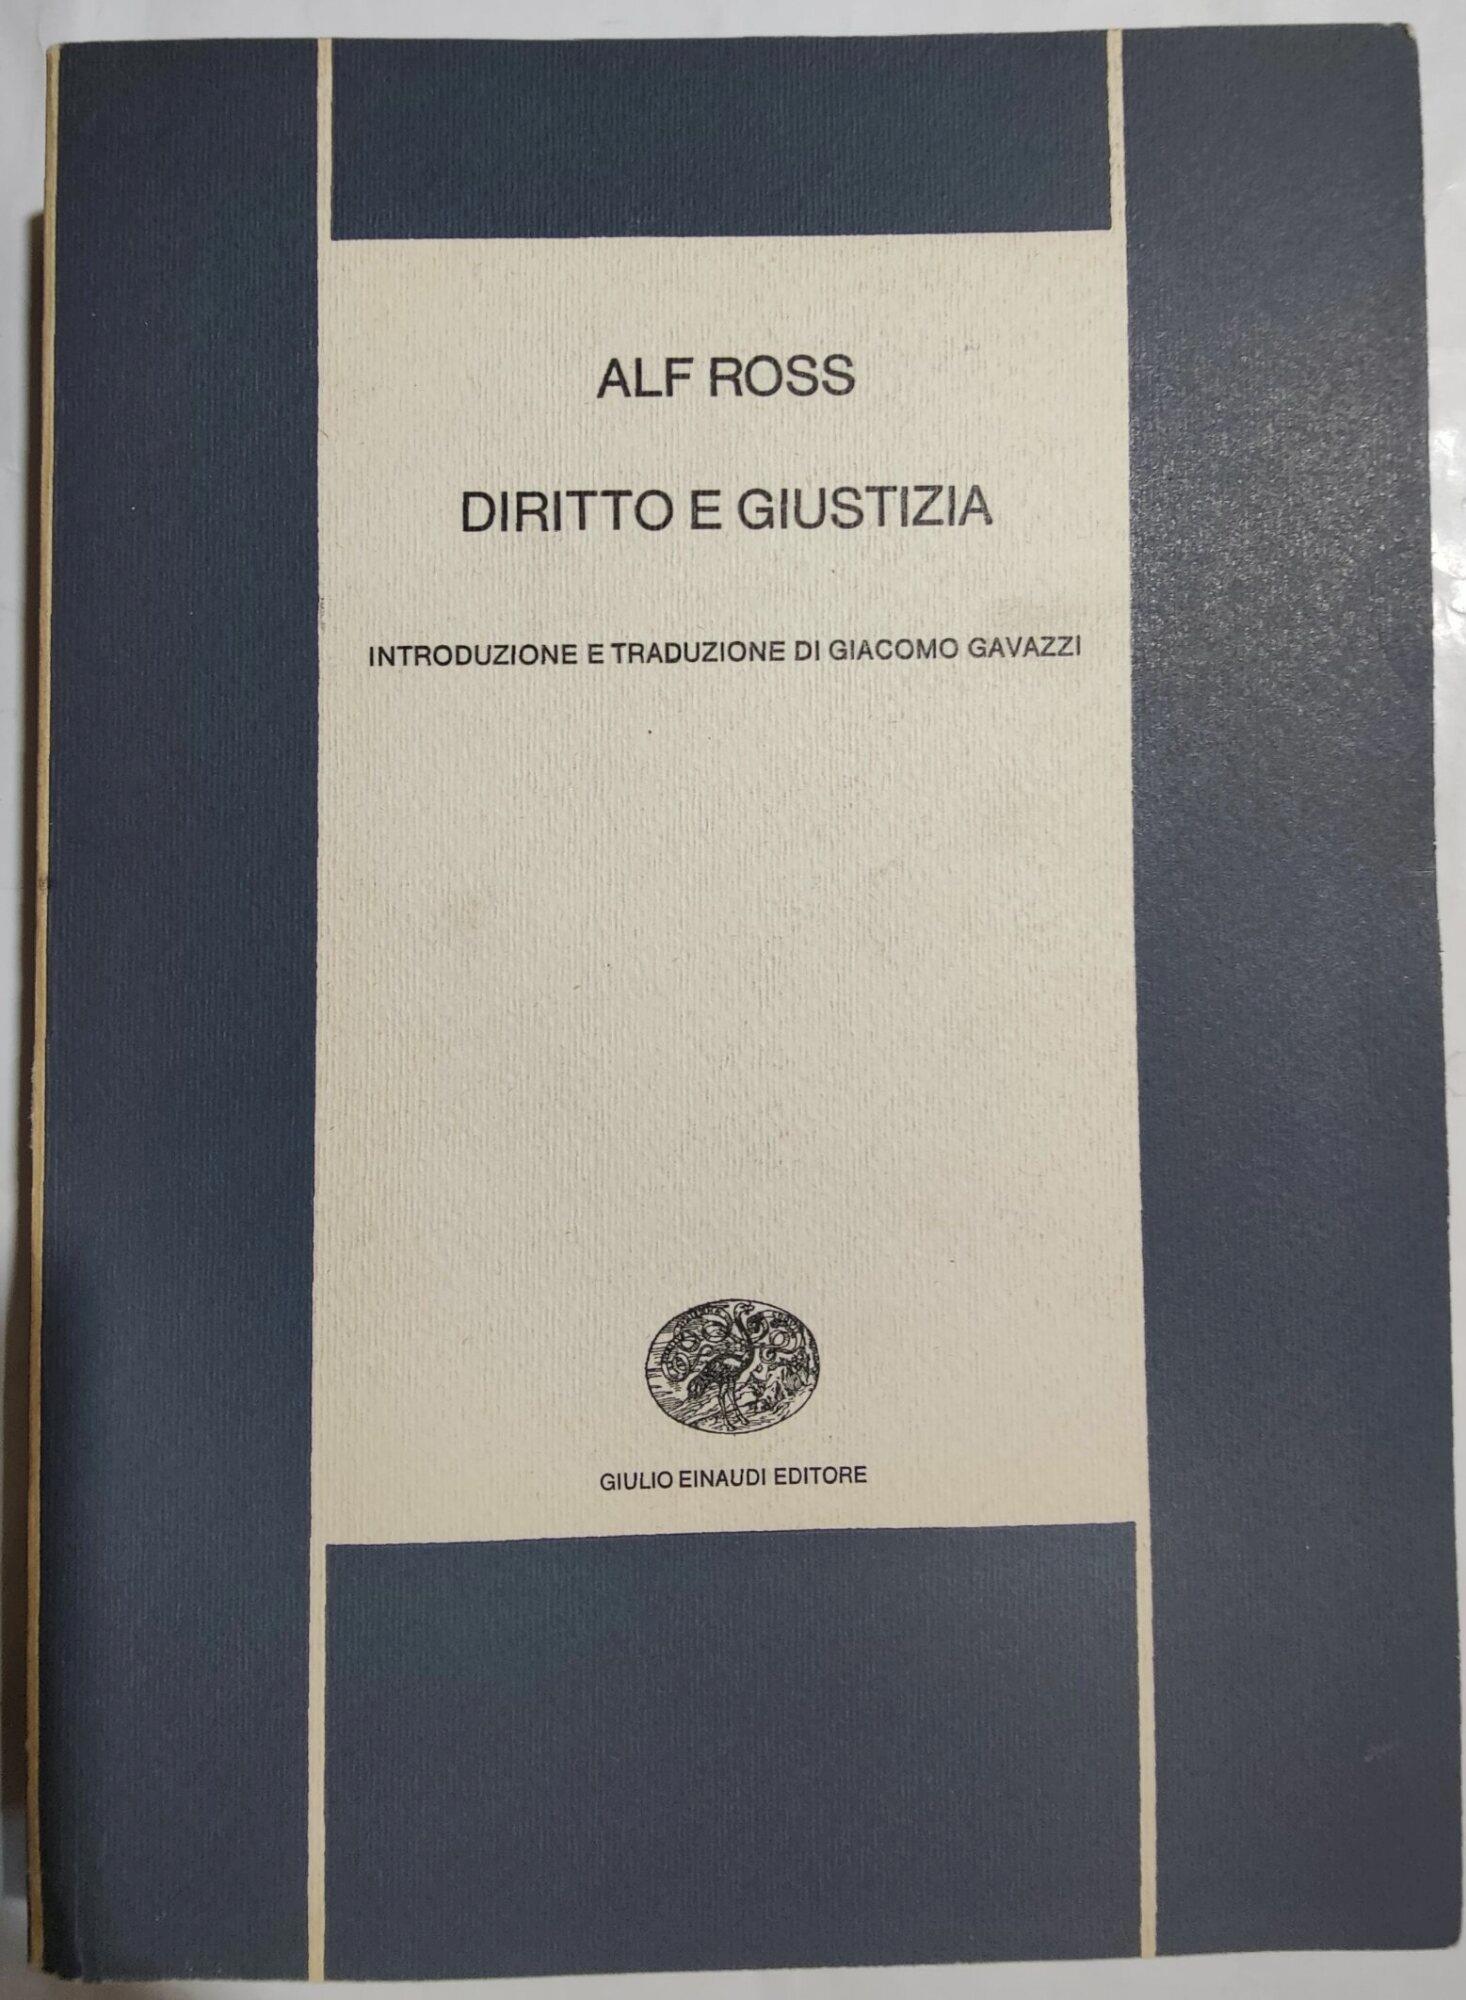 ALF ROSS
DIRITTO E GIUSTIZIA
INTRODUZIONE E TRADUZIONE DI GIACOMO GAVAZZI
GIULIO EINAUDI EDITORE